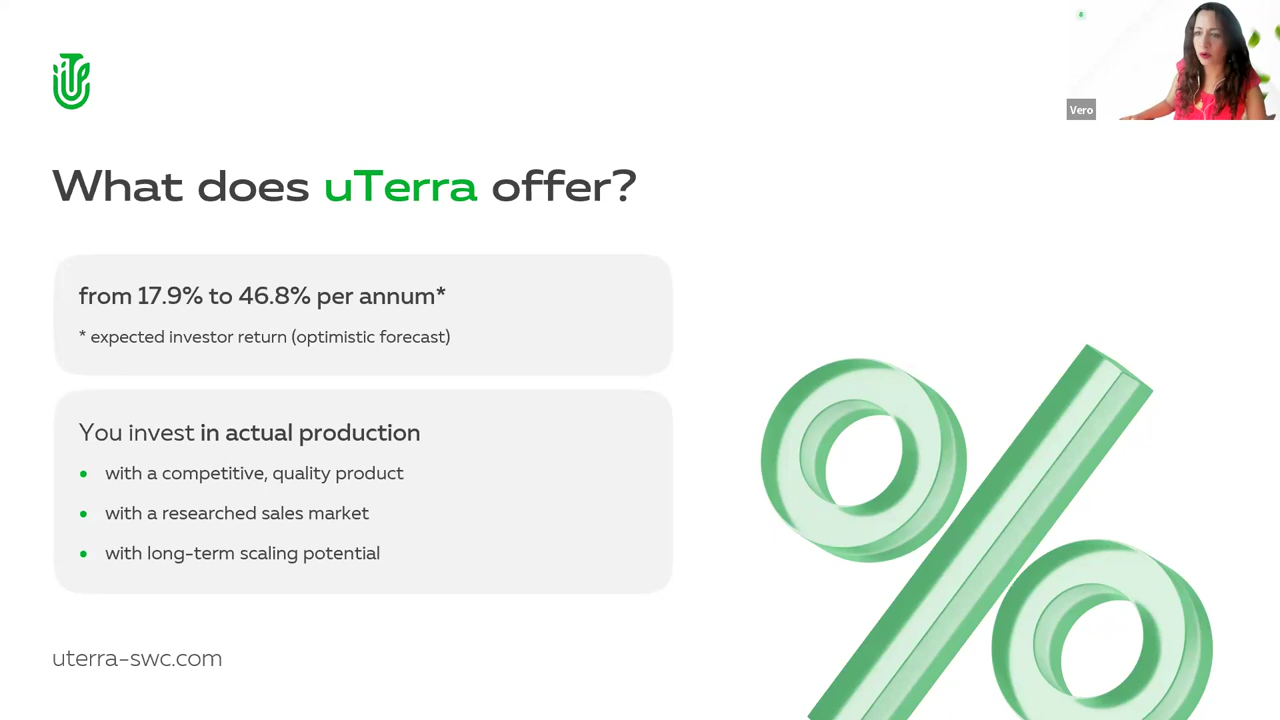 Vero
What does uTerra offer?
from 17.9% to 46.8% per annum*
* expected investor return (optimistic forecast)
You invest in actual production
with a competitive, quality product
with a researched sales market
with long-term scaling potential
uterra-swc.com